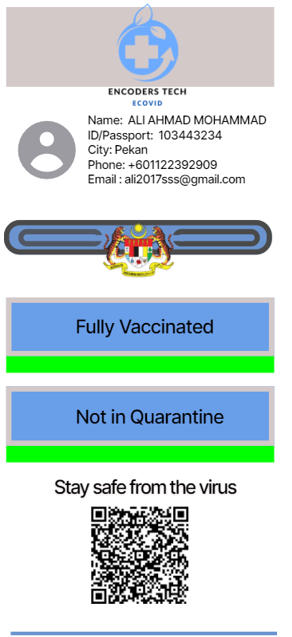 ENCODERS TECH
ECOVID
Name: ALI AHMAD MOHAMMAD
ID/Passport: 103443234
City: Pekan
Phone: +601122392909
Email : ali2017sss@gmail.com
Fully Vaccinated
Not in Quarantine
Stay safe from the virus